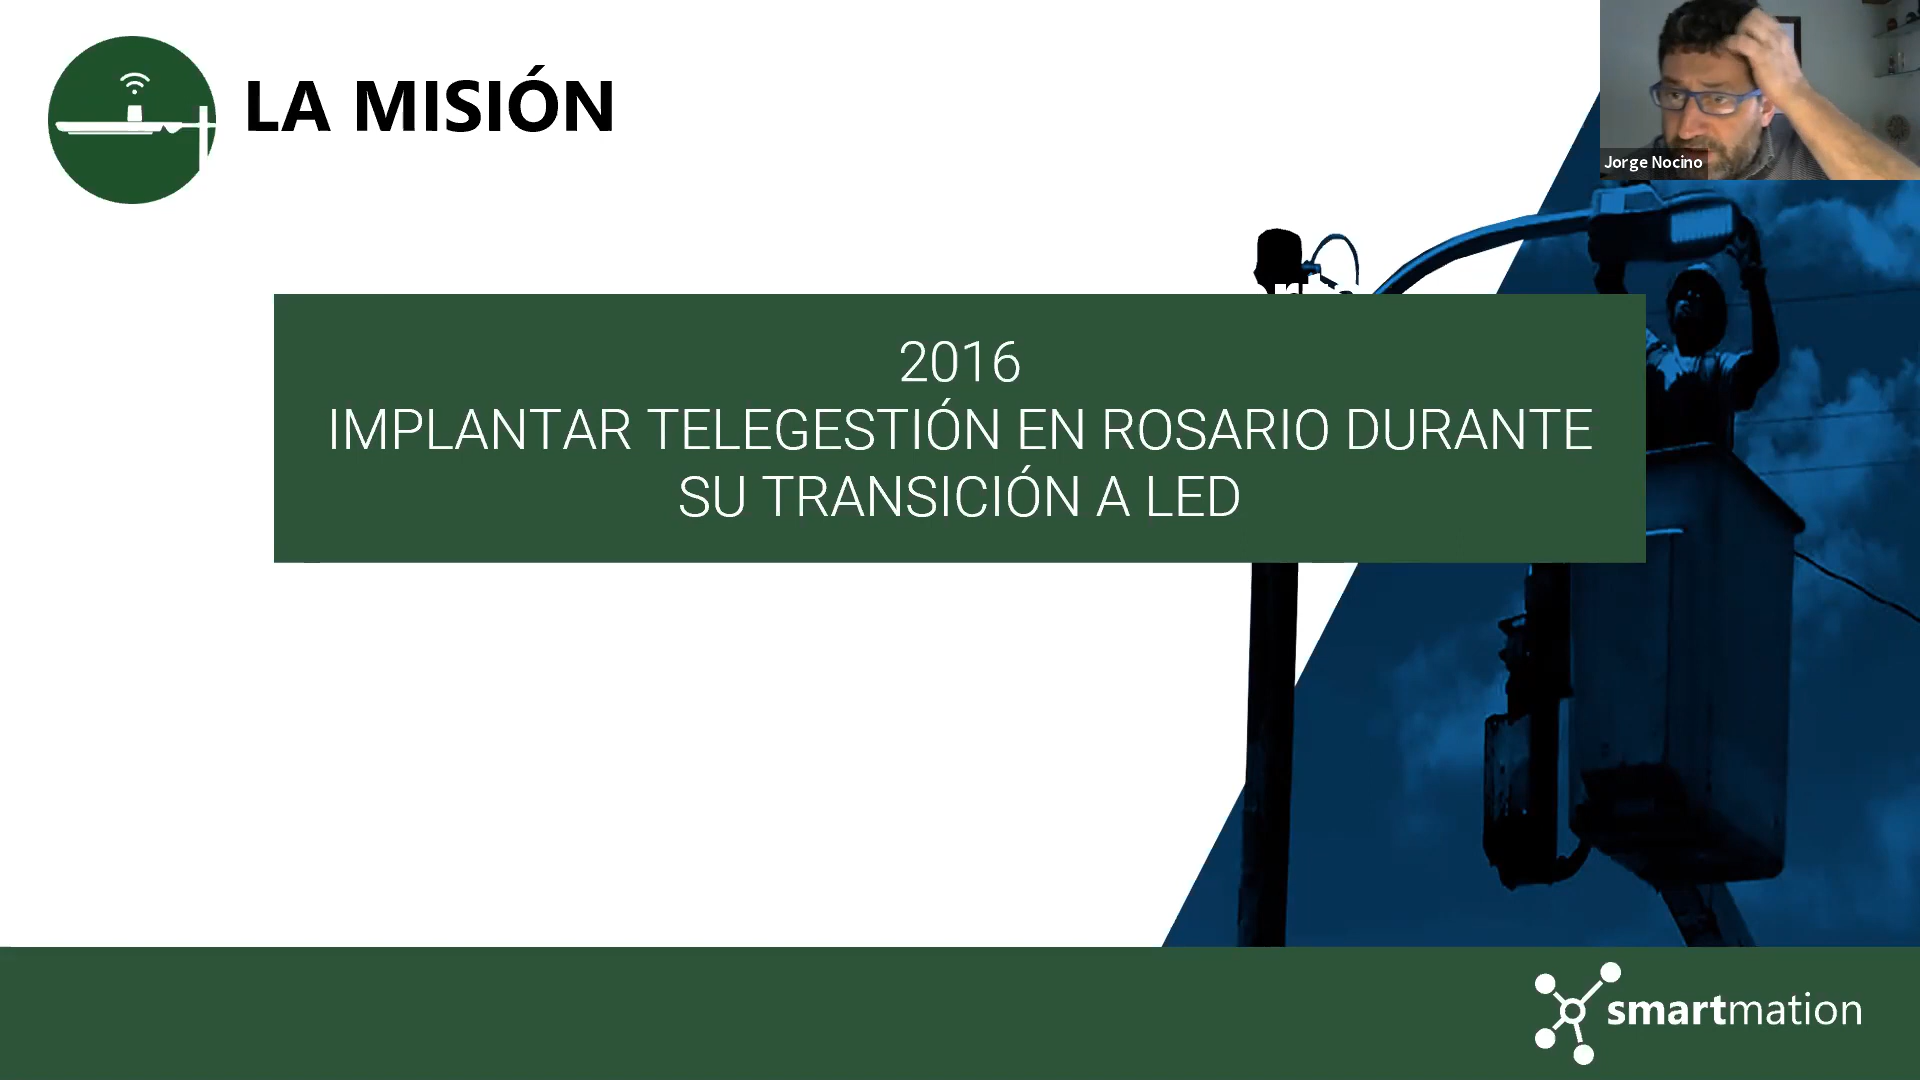 LA MISIÓN
Jorge Nocino
2016
IMPLANTAR TELEGESTIÓN EN ROSARIO DURANTE
SU TRANSICIÓN A LED
smartmation